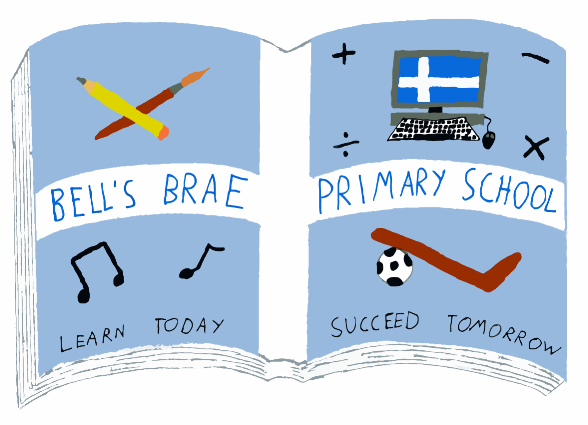 BELL'S BRAE PRIMARY SCHOOL
LEARN TODAY
SUCCEED TOMORROW